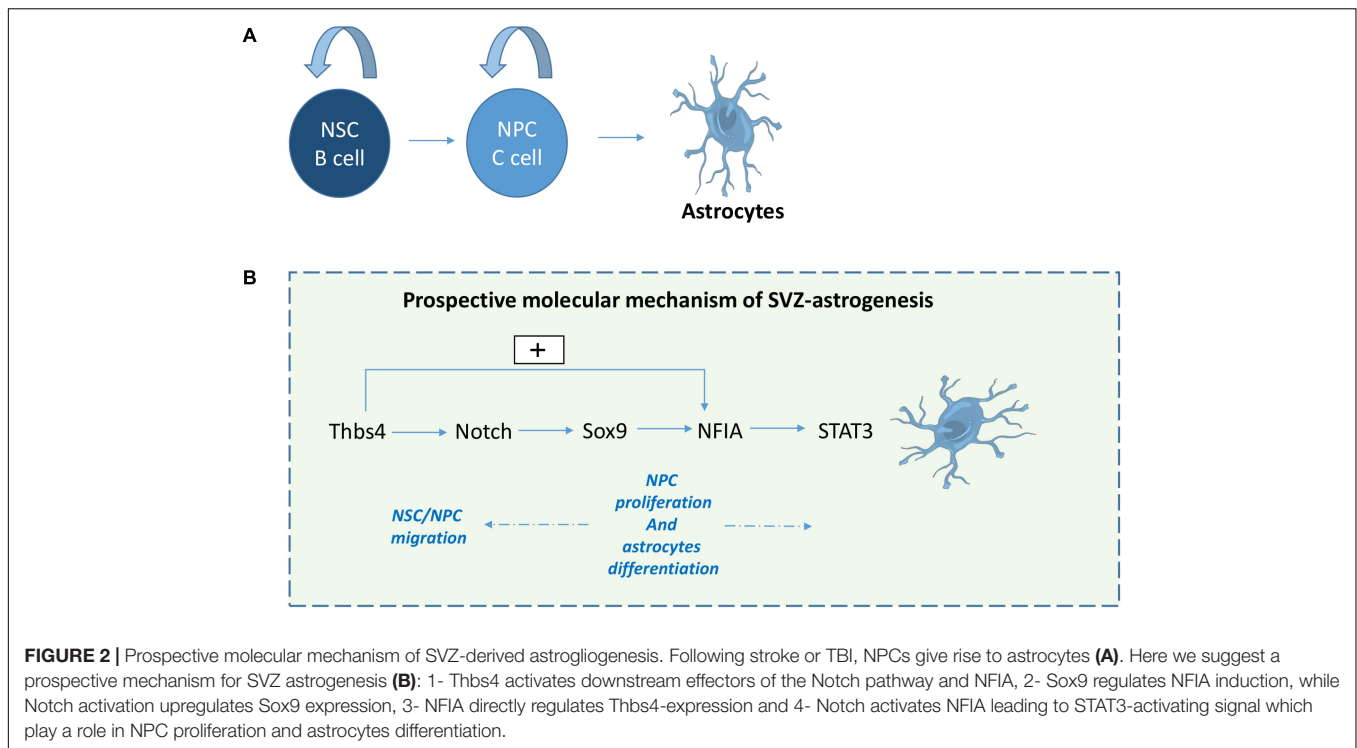 A
NSC
B cell
NPC
C cell
Astrocytes
B
Prospective molecular mechanism of SVZ-astrogenesis
+
Thbs4
Notch
Sox9
NFIA
STAT3
NSC/NPC
migration
NPC
proliferation
And
astrocytes
differentiation
FIGURE 2 | Prospective molecular mechanism of SVZ-derived astrogliogenesis. Following stroke or TBI, NPCs give rise to astrocytes (A). Here we suggest a
prospective mechanism for SVZ astrogenesis (B): 1- Thbs4 activates downstream effectors of the Notch pathway and NFIA, 2- Sox9 regulates NFIA induction, while
Notch activation upregulates Sox9 expression, 3- NFIA directly regulates Thbs4-expression and 4- Notch activates NFIA leading to STAT3-activating signal which
play a role in NPC proliferation and astrocytes differentiation.